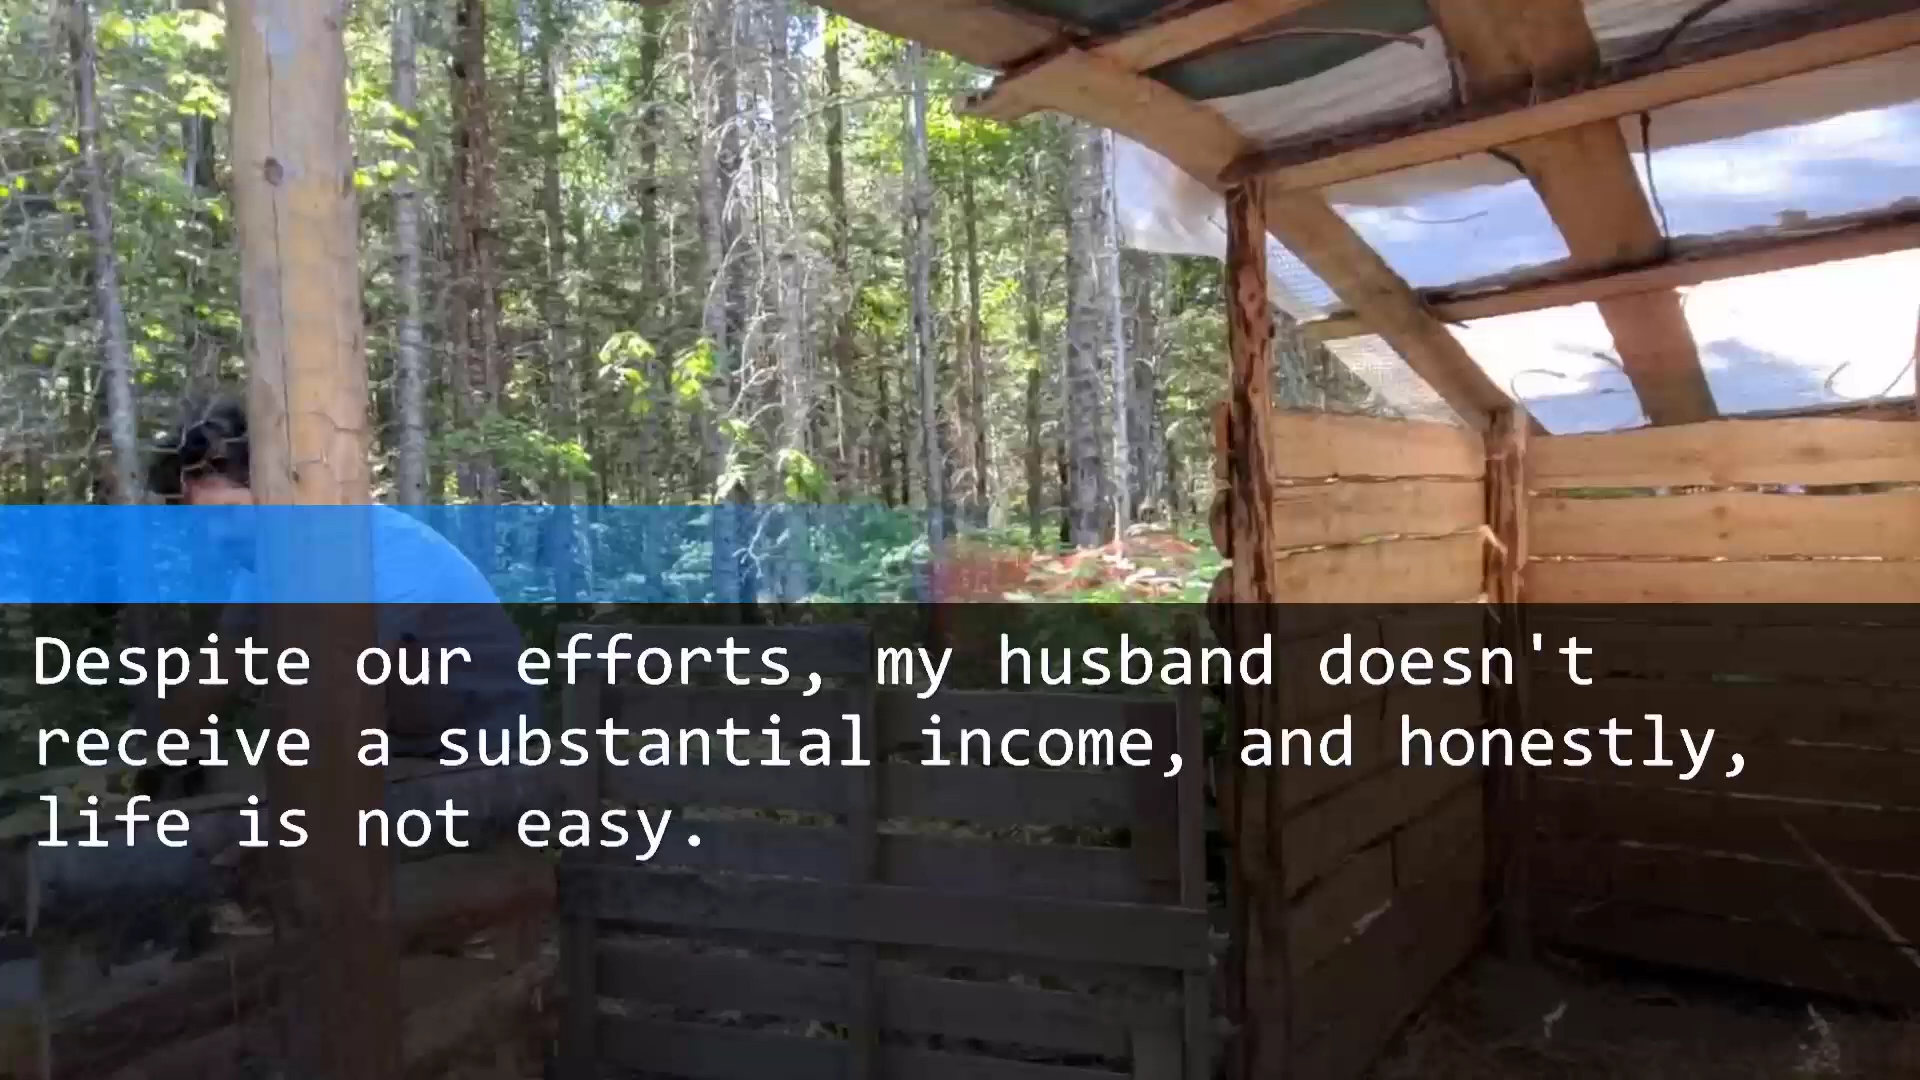 Despite our efforts, my husband doesn't
receive a substantial income, and honestly,
life is not easy.